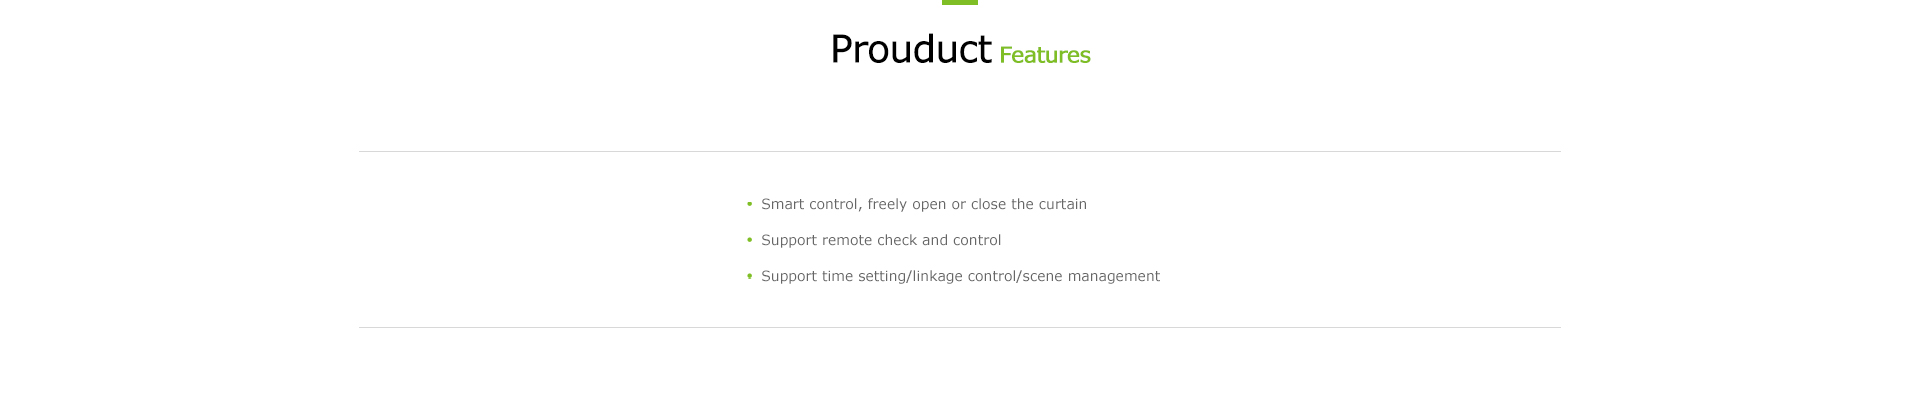 Prouduct Features
• Smart control, freely open or close the curtain
• Support remote check and control
• Support time setting/linkage control/scene management